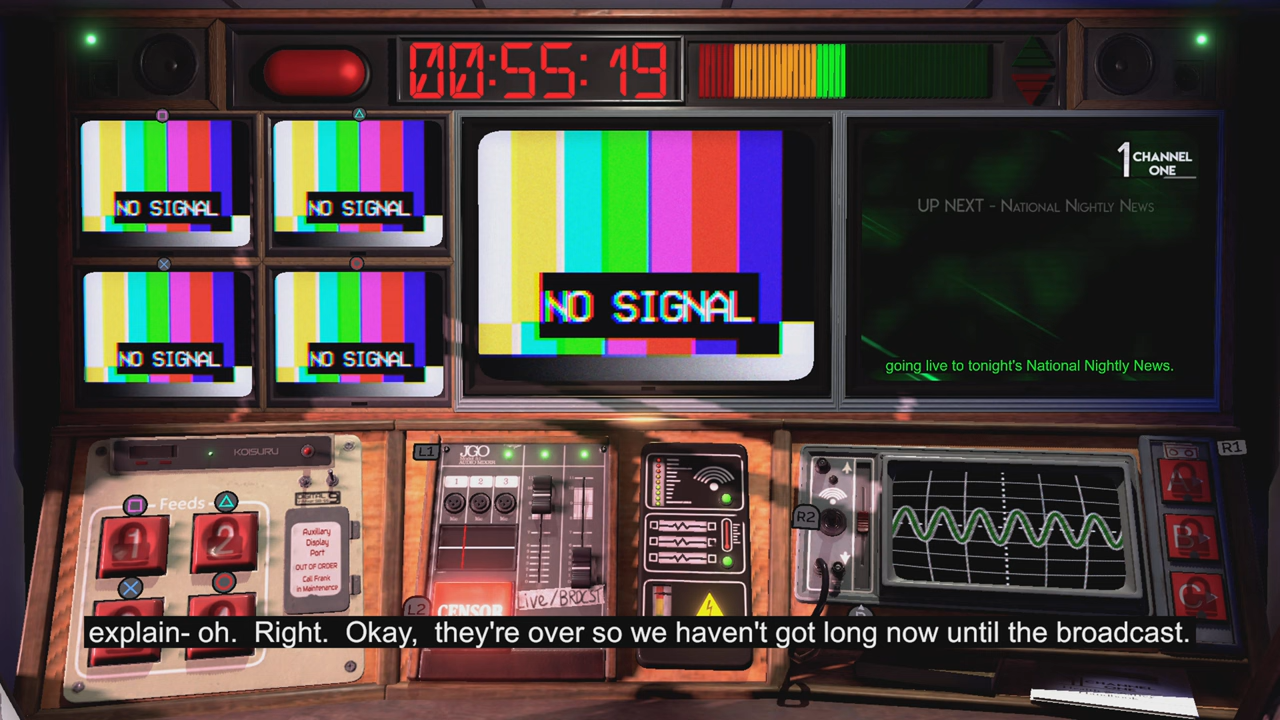 00:55:19
NO SIGNAL
NO SIGNAL
NO SIGNAL
NO SIGNAL
NO SIGNAL
1 CHANNEL
ONE
UP NEXT - NATIONAL NIGHTLY NEWS
going live to tonight's National Nightly News.
KOISURU
Feeds
1
2
Auxiliary
Display
Port
OUT OF ORDER
Call Frank
in Maintenance
L1
JGO
1 2 3
L2
CENSOR
Live/BRDCST
R2
R1
A
B
C
explain- oh. Right. Okay, they're over so we haven't got long now until the broadcast.